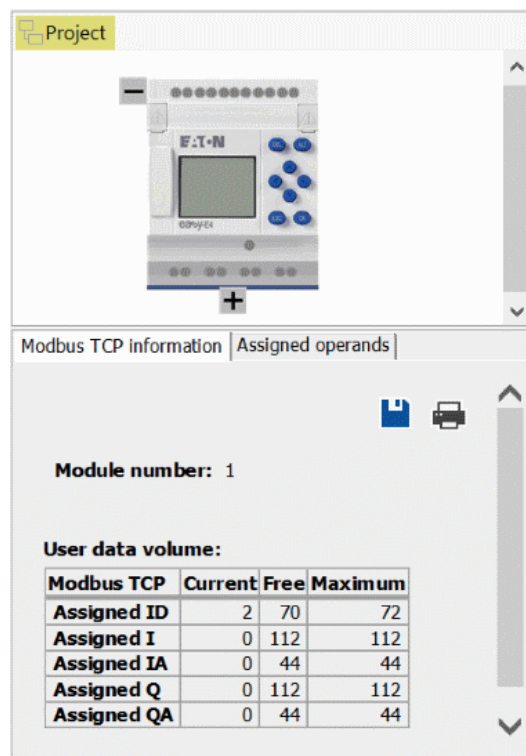 Project
EATON
easyE4
Modbus TCP information Assigned operands
Module number: 1
User data volume:
Modbus TCP Current Free Maximum
Assigned ID 2 70 72
Assigned I 0 112 112
Assigned IA 0 44 44
Assigned Q 0 112 112
Assigned QA 0 44 44